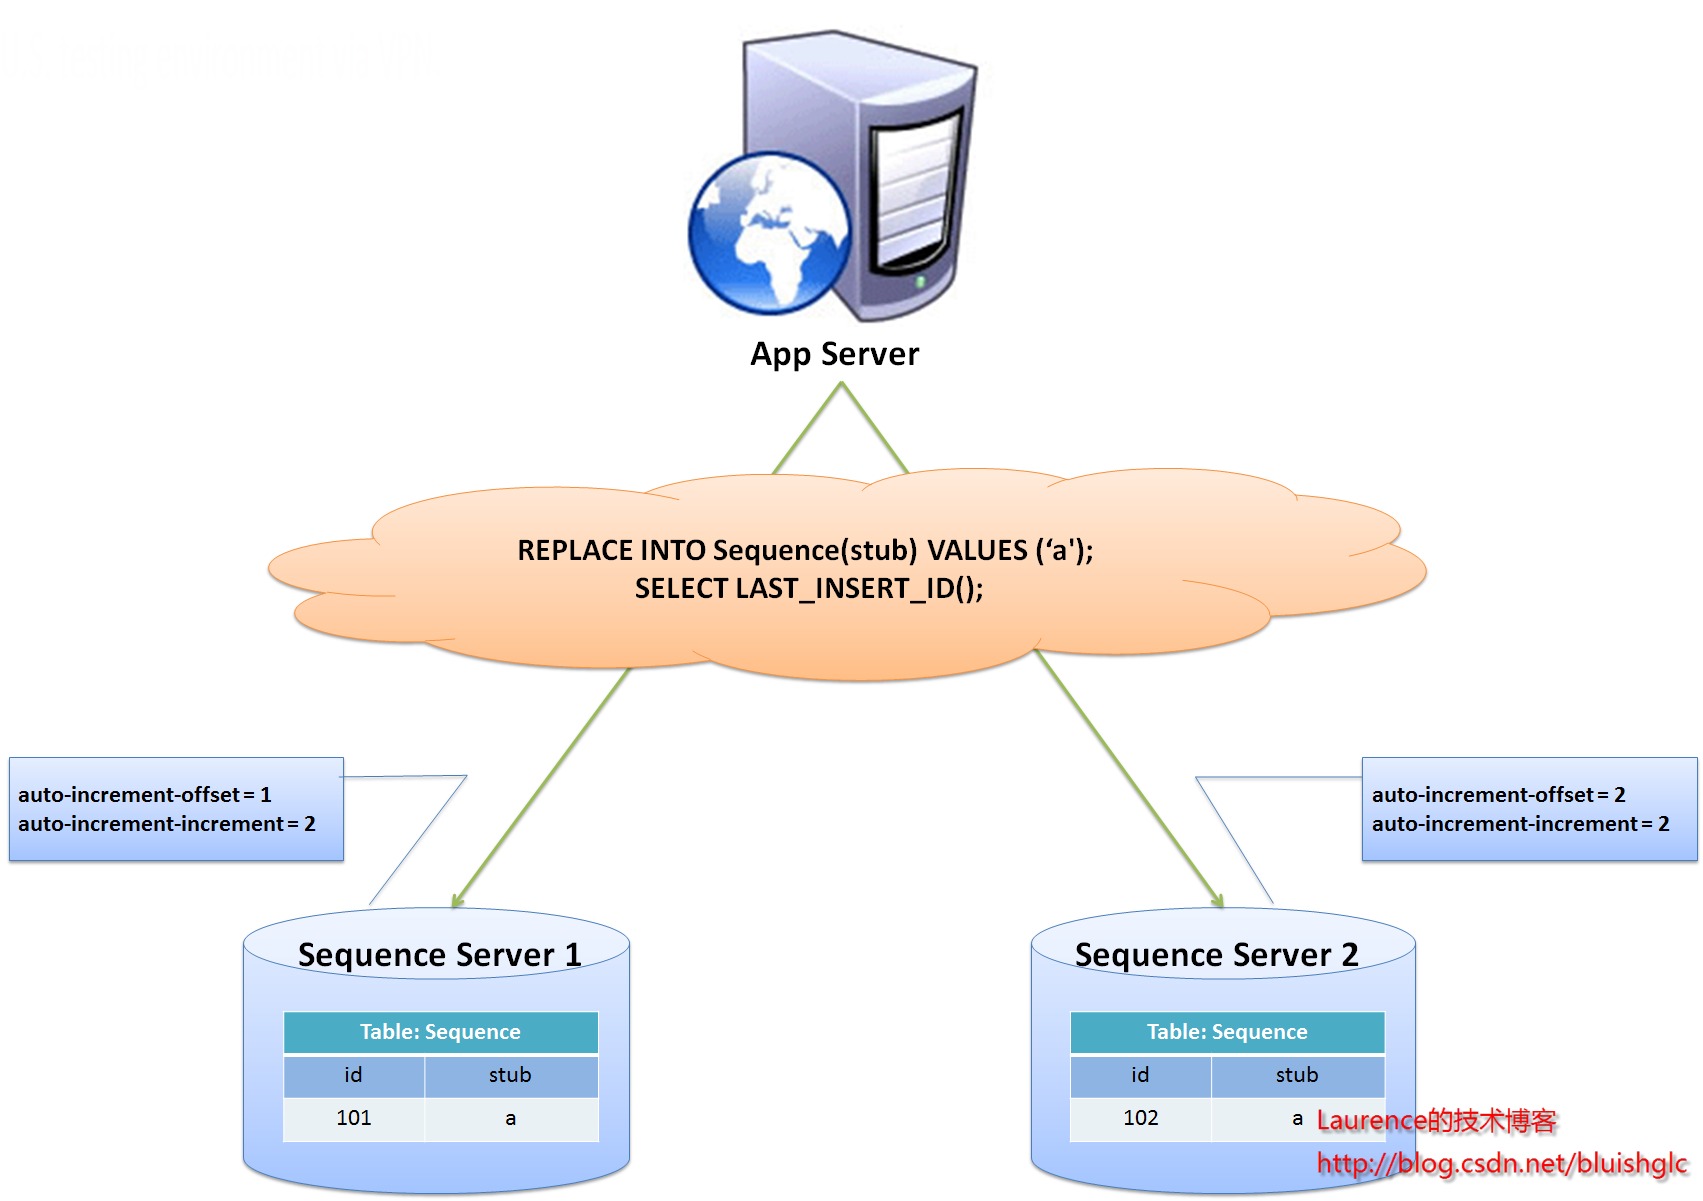 App Server
REPLACE INTO Sequence(stub) VALUES (‘a');
SELECT LAST_INSERT_ID();
auto-increment-offset = 1
auto-increment-increment = 2
auto-increment-offset = 2
auto-increment-increment = 2
Sequence Server 1
Table: Sequence
id stub
101 a
Sequence Server 2
Table: Sequence
id stub
102 a
Laurence的技术博客
http://blog.csdn.net/bluishglc